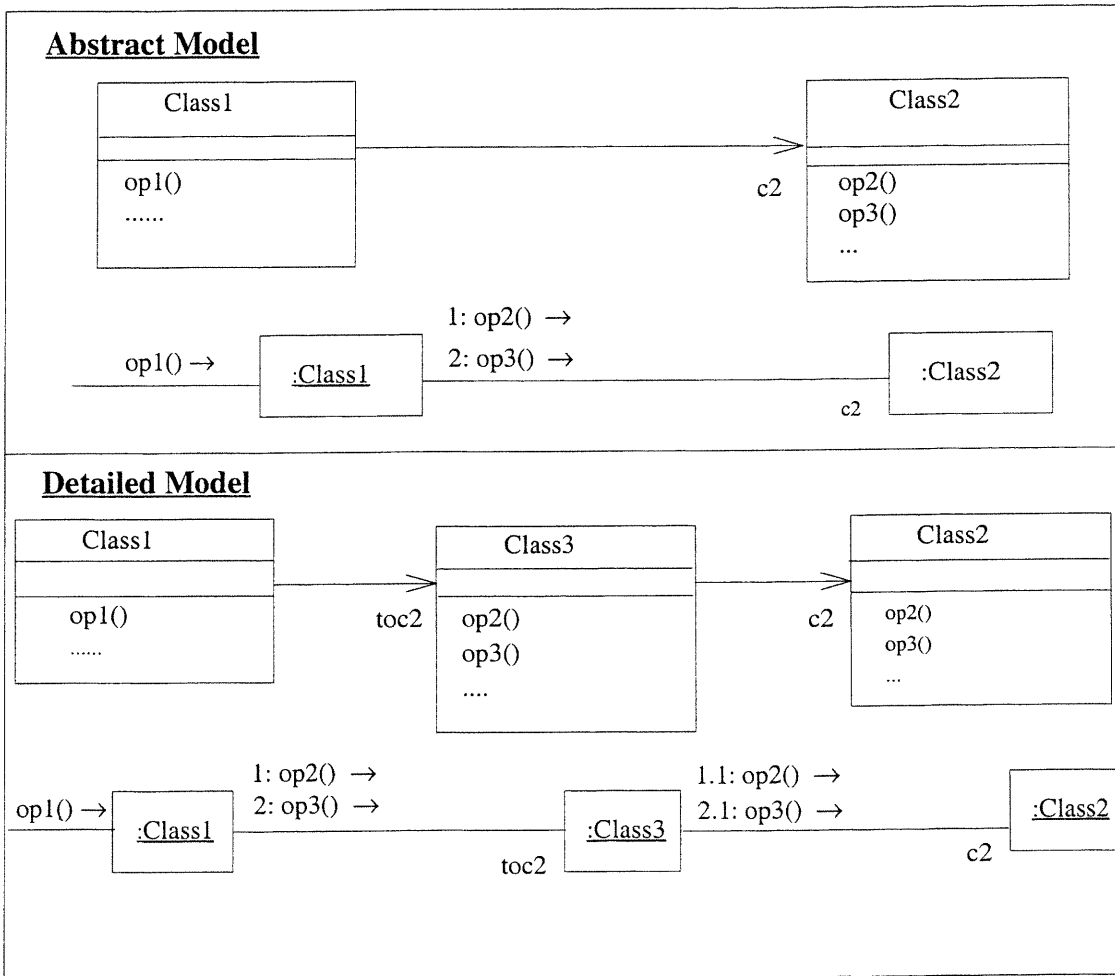 Abstract Model
Class1
Class2
op1()
......
c2
op2()
op3()
...
1: op2() →
op1() →
2: op3() →
:Class1
:Class2
c2
Detailed Model
Class1
Class3
Class2
op1()
......
toc2
op2()
op3()
....
c2
op2()
op3()
...
1: op2() →
1.1: op2() →
op1() →
2: op3() →
2.1: op3() →
:Class1
:Class3
:Class2
toc2
c2